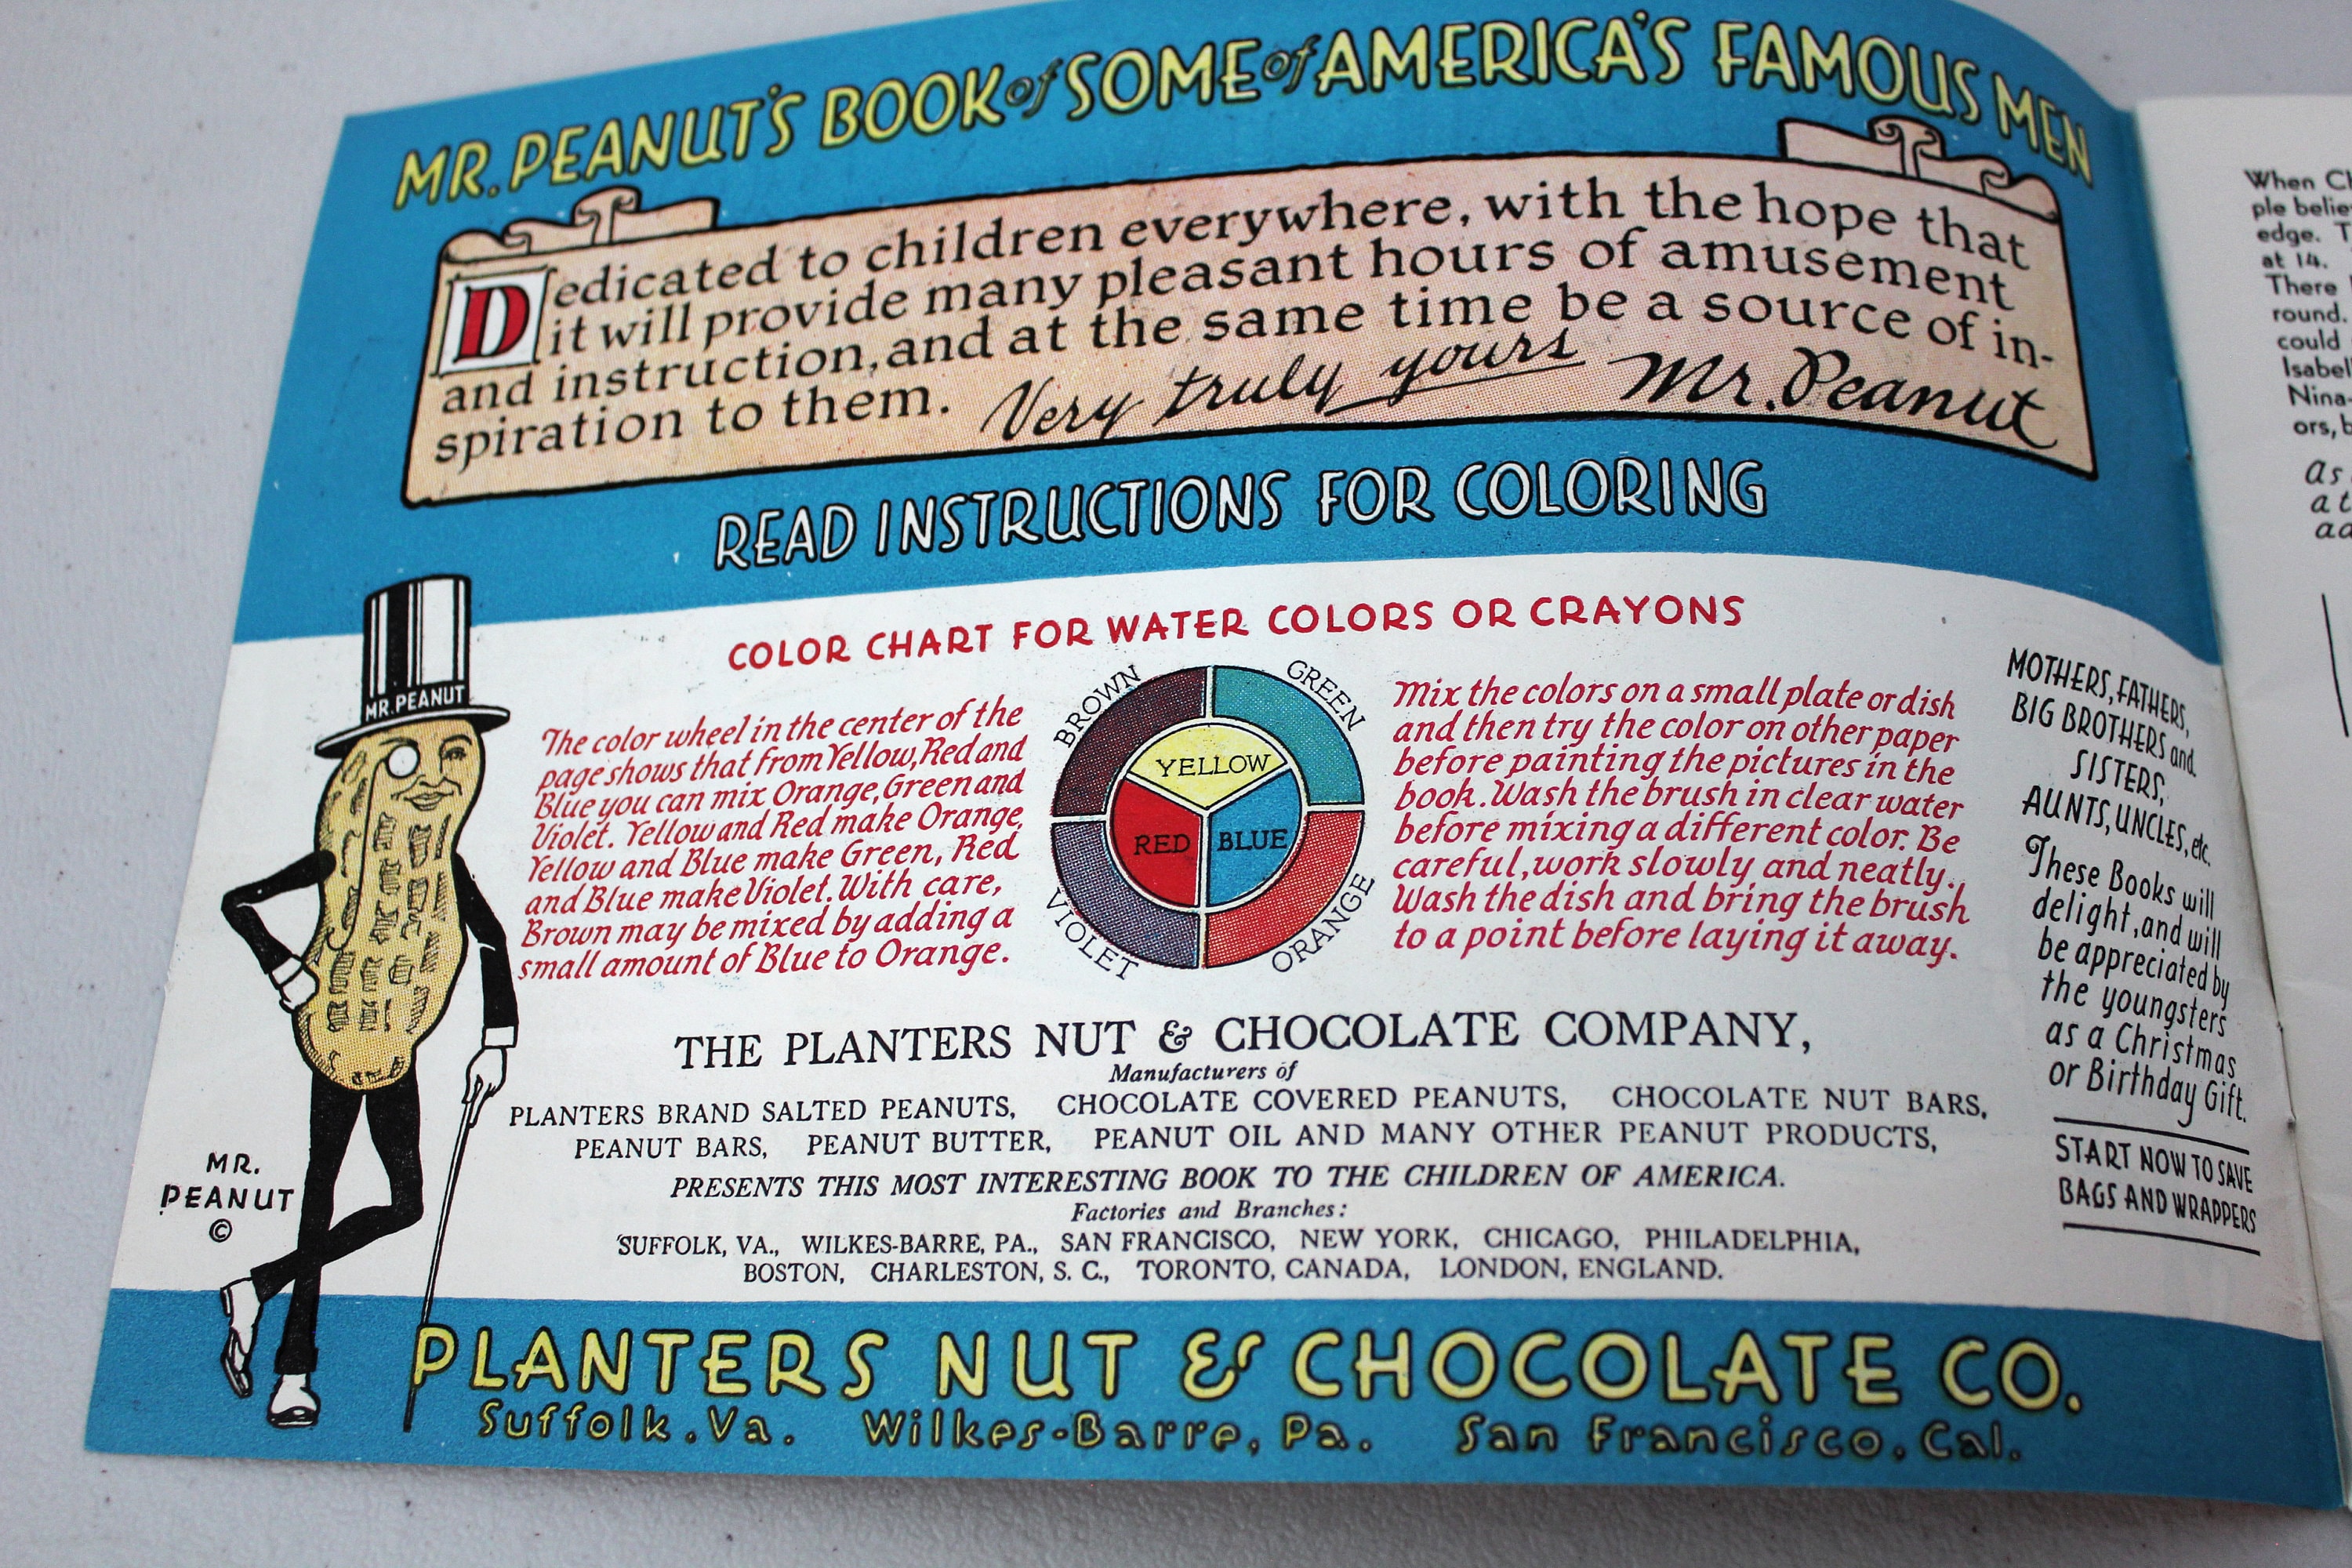 MR. PEANUT'S BOOK of SOME of AMERICA'S FAMOUS MEN
Dedicated to children everywhere, with the hope that
it will provide many pleasant hours of amusement
and instruction, and at the same time be a source of in-
spiration to them. Very truly yours Mr. Peanut
READ INSTRUCTIONS FOR COLORING
COLOR CHART FOR WATER COLORS OR CRAYONS
MR. PEANUT
The color wheel in the center of the
page shows that from Yellow, Red and
Blue you can mix Orange, Green and
Violet. Yellow and Red make Orange,
Yellow and Blue make Green, Red
and Blue make Violet. With care,
Brown may be mixed by adding a
small amount of Blue to Orange.
BROWN
GREEN
YELLOW
RED
BLUE
VIOLET
ORANGE
Mix the colors on a small plate or dish
and then try the color on other paper
before painting the pictures in the
book. Wash the brush in clear water
before mixing a different color. Be
careful, work slowly and neatly.
Wash the dish and bring the brush
to a point before laying it away.
MOTHERS, FATHERS,
BIG BROTHERS and
SISTERS,
AUNTS, UNCLES, etc.
These Books will
delight, and will
be appreciated by
the youngsters
as a Christmas
or Birthday Gift.
START NOW TO SAVE
BAGS AND WRAPPERS
THE PLANTERS NUT & CHOCOLATE COMPANY,
Manufacturers of
PLANTERS BRAND SALTED PEANUTS, CHOCOLATE COVERED PEANUTS, CHOCOLATE NUT BARS,
PEANUT BARS, PEANUT BUTTER, PEANUT OIL AND MANY OTHER PEANUT PRODUCTS,
PRESENTS THIS MOST INTERESTING BOOK TO THE CHILDREN OF AMERICA.
Factories and Branches:
SUFFOLK, VA., WILKES-BARRE, PA., SAN FRANCISCO, NEW YORK, CHICAGO, PHILADELPHIA,
BOSTON, CHARLESTON, S. C., TORONTO, CANADA, LONDON, ENGLAND.
MR.
PEANUT
©
PLANTERS NUT & CHOCOLATE CO.
Suffolk. Va. Wilkes-Barre, Pa. San Francisco, Cal.
When
ple
edge.
at 14.
There
round.
could
Nina-
ors,
as